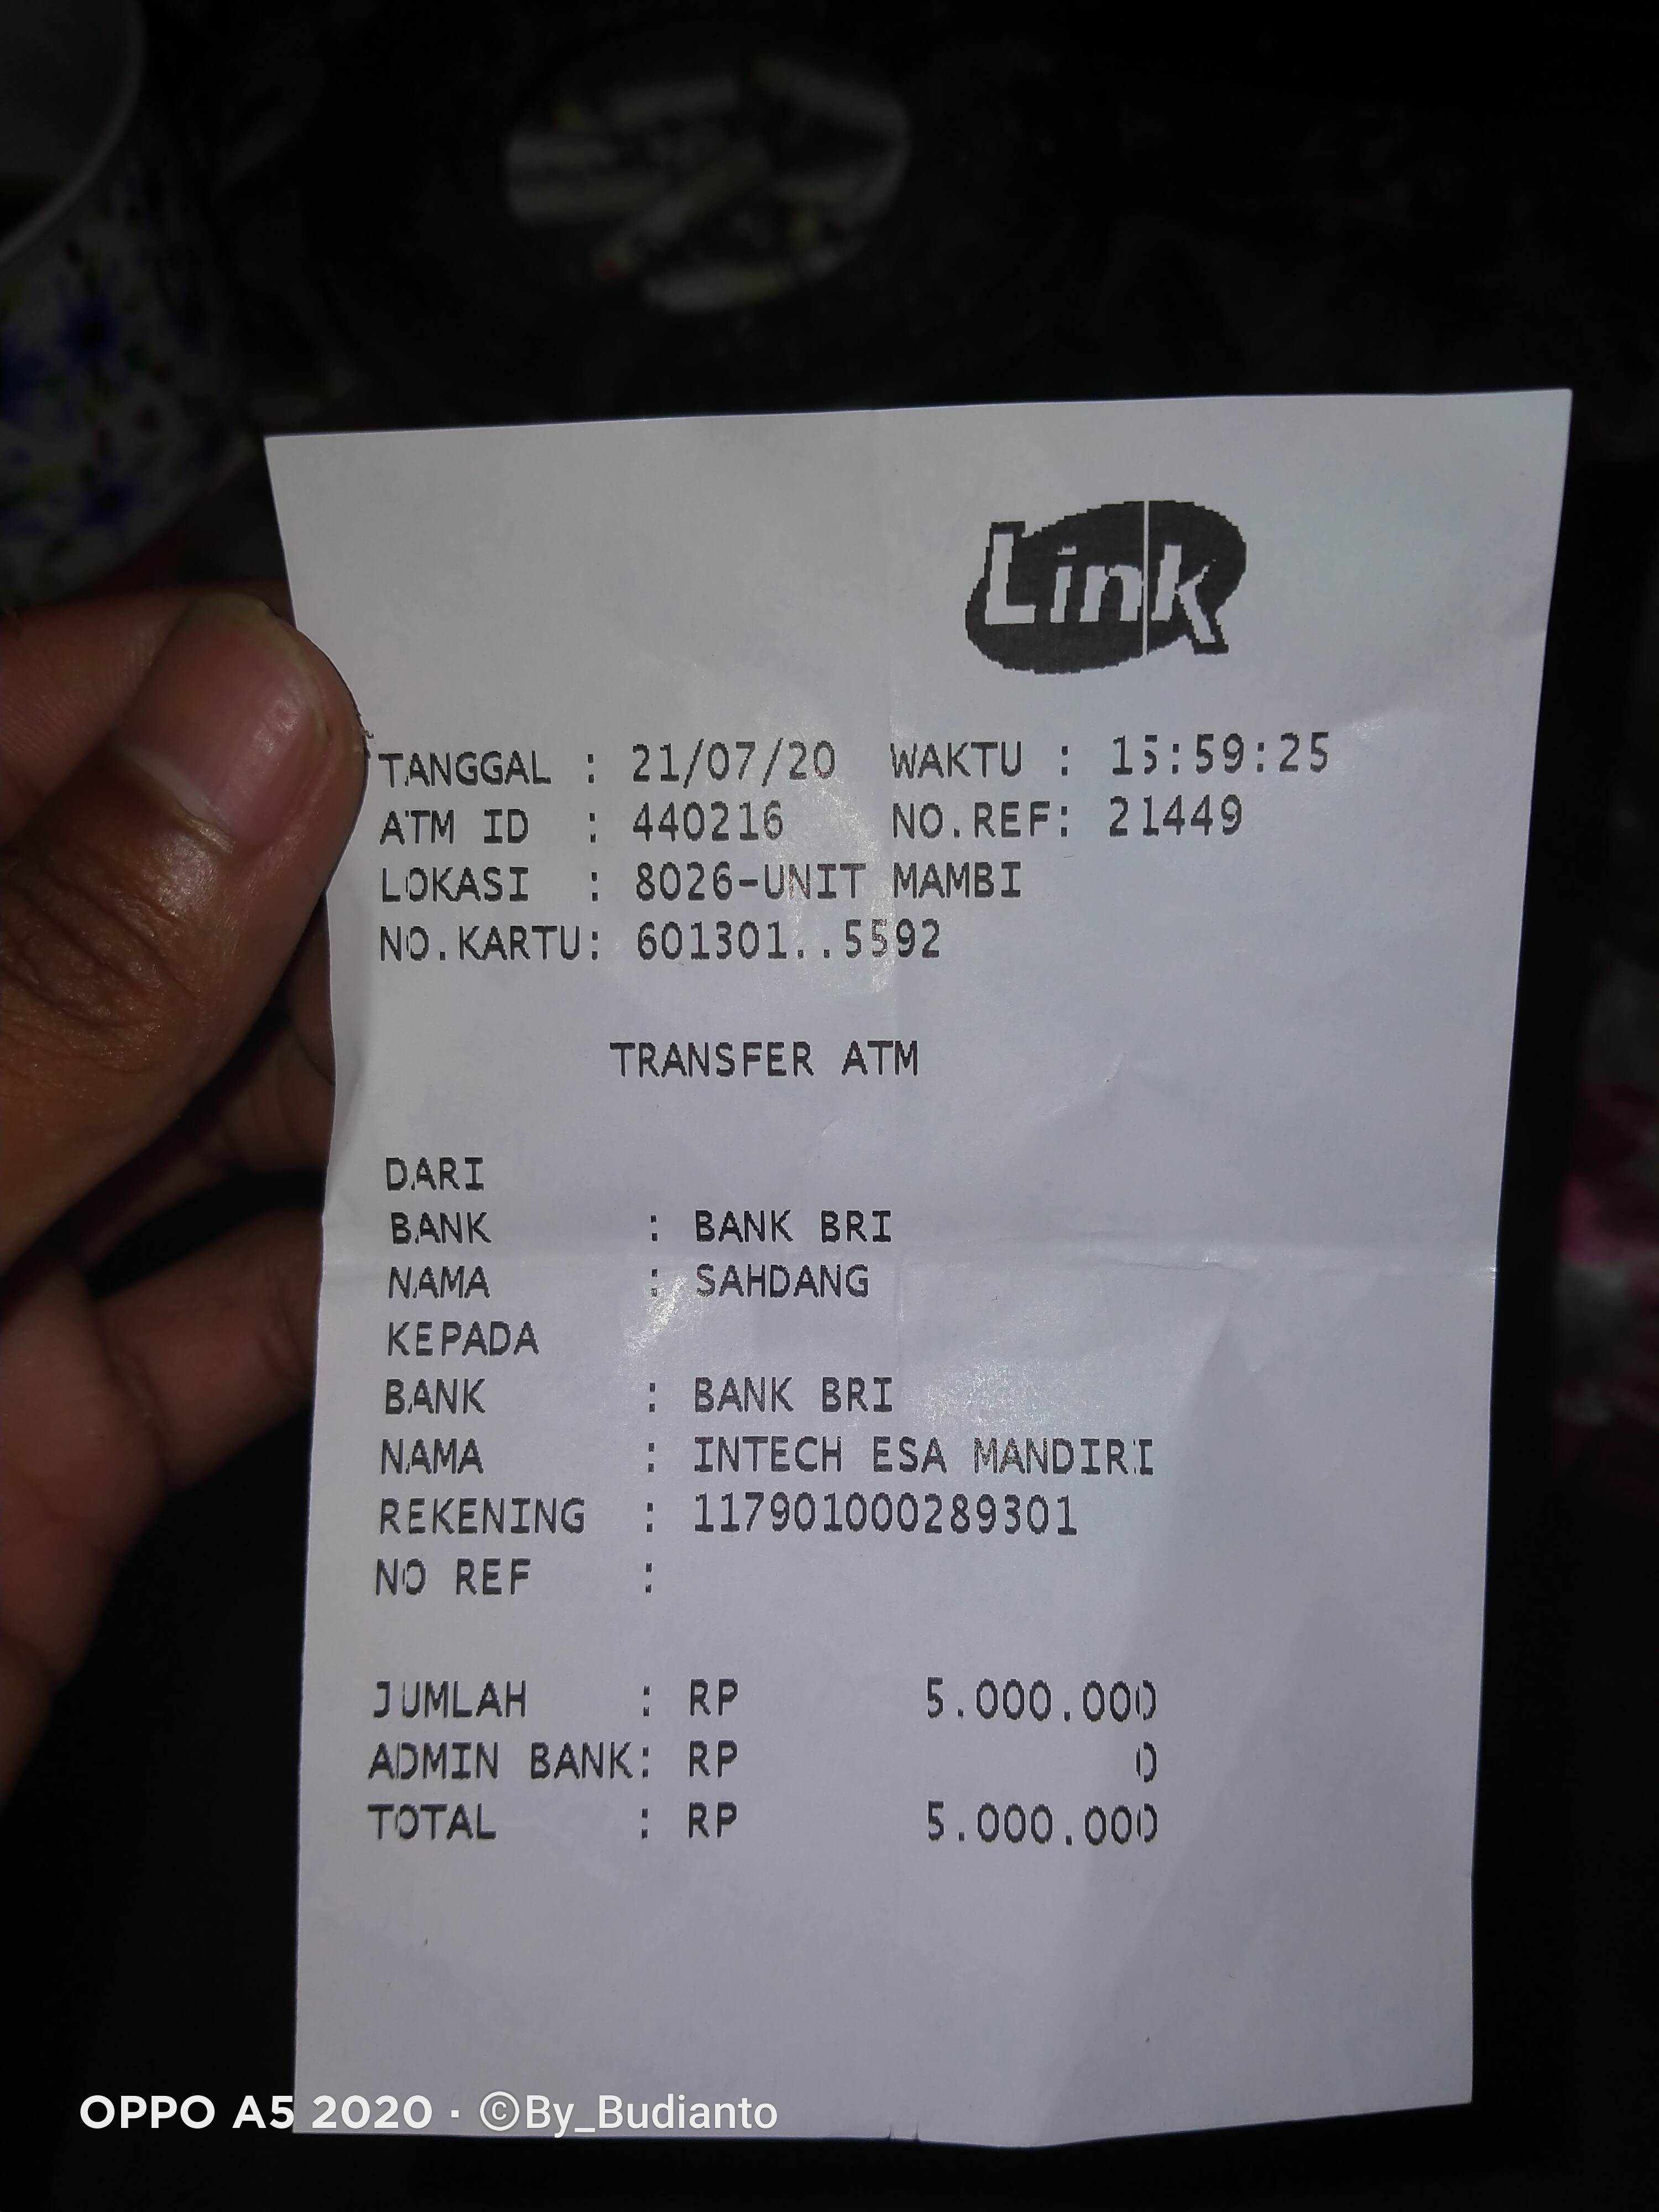 Link
TANGGAL : 21/07/20 WAKTU : 15:59:25
ATM ID : 440216 NO.REF: 21449
LOKASI : 8026-UNIT MAMBI
NO.KARTU: 601301..5592
TRANSFER ATM
DARI
BANK : BANK BRI
NAMA : SAHDANG
KEPADA
BANK : BANK BRI
NAMA : INTECH ESA MANDIRI
REKENING : 117901000289301
NO REF :
JUMLAH : RP 5.000.000
ADMIN BANK: RP 0
TOTAL : RP 5.000.000
OPPO A5 2020 · ©By_Budianto